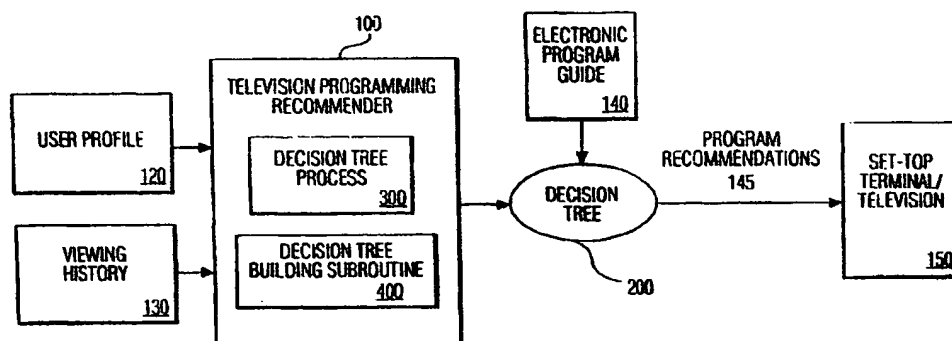 USER PROFILE
120
VIEWING
HISTORY
130
100
TELEVISION PROGRAMMING
RECOMMENDER
DECISION TREE
PROCESS
300
DECISION TREE
BUILDING SUBROUTINE
400
ELECTRONIC
PROGRAM
GUIDE
140
DECISION
TREE
200
PROGRAM
RECOMMENDATIONS
145
SET-TOP
TERMINAL/
TELEVISION
150